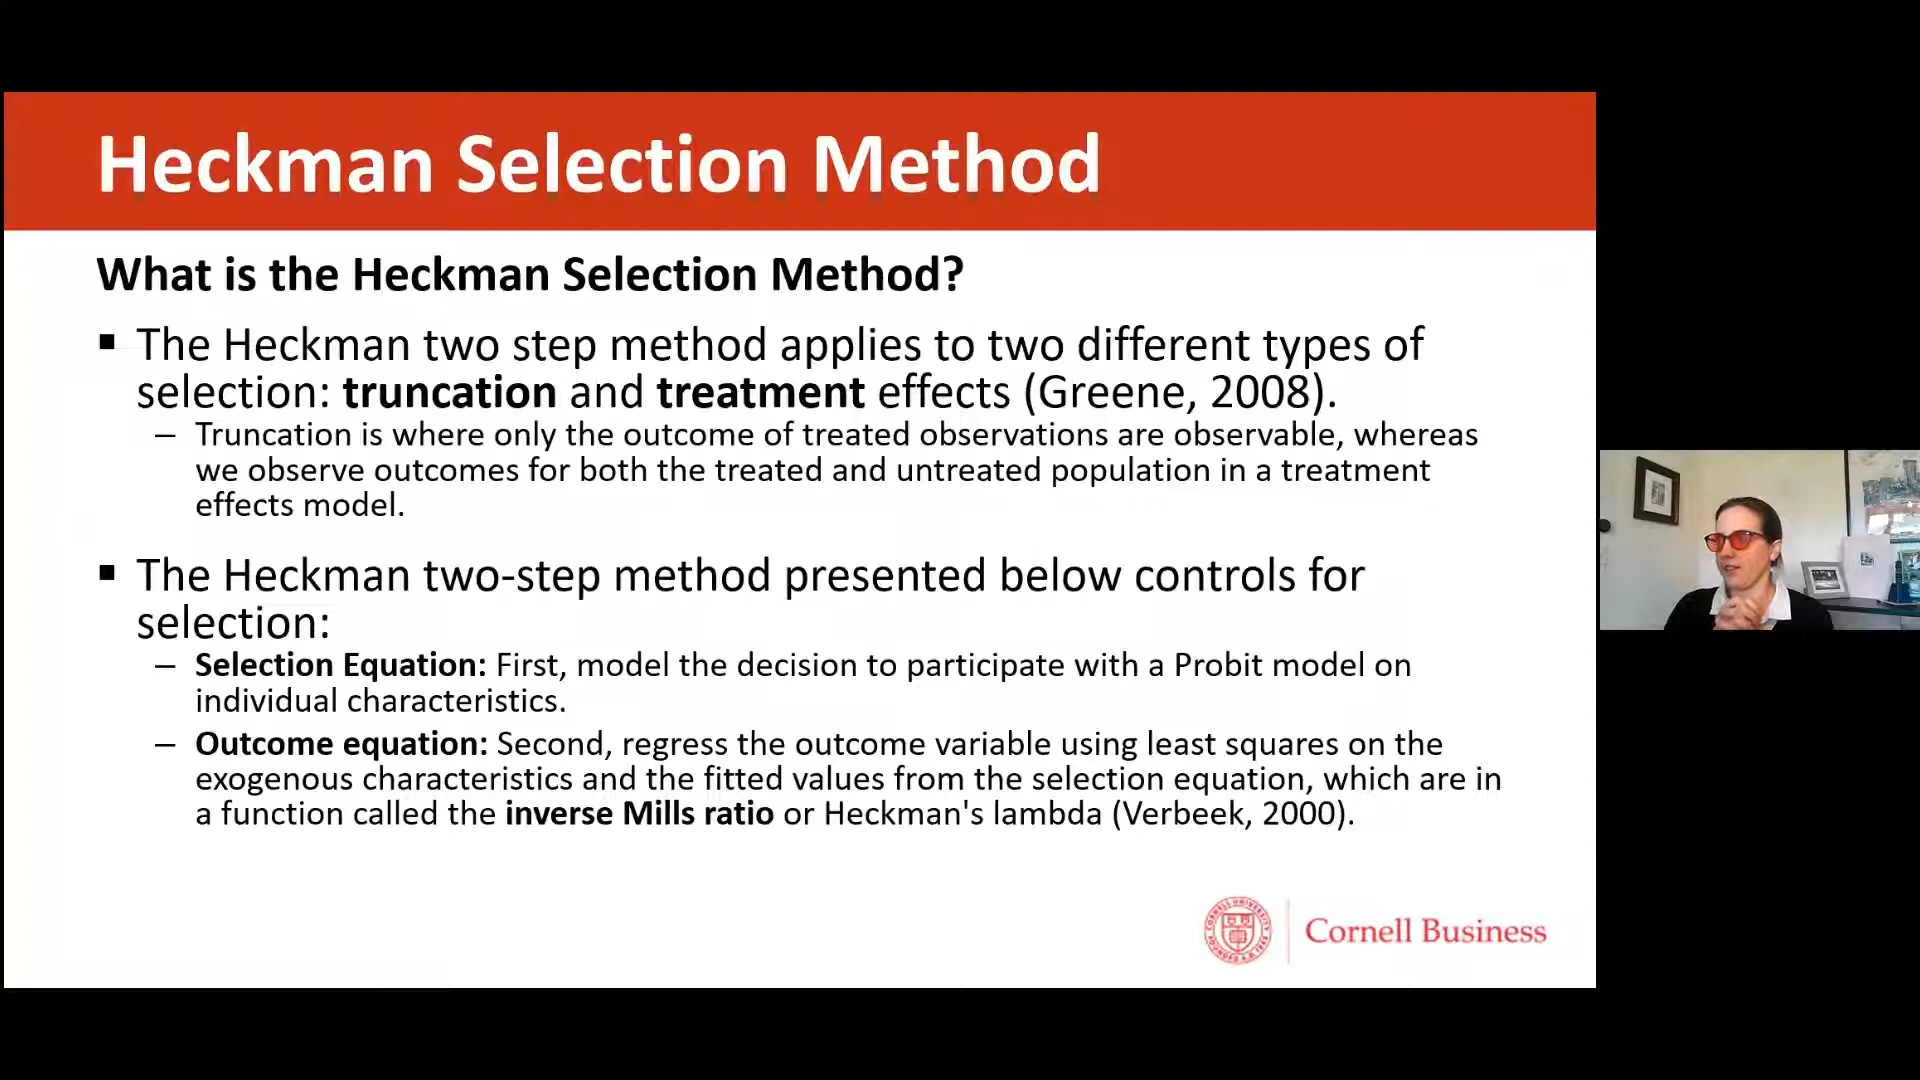 Heckman Selection Method
What is the Heckman Selection Method?
▪ The Heckman two step method applies to two different types of
selection: truncation and treatment effects (Greene, 2008).
– Truncation is where only the outcome of treated observations are observable, whereas
we observe outcomes for both the treated and untreated population in a treatment
effects model.
▪ The Heckman two-step method presented below controls for
selection:
– Selection Equation: First, model the decision to participate with a Probit model on
individual characteristics.
– Outcome equation: Second, regress the outcome variable using least squares on the
exogenous characteristics and the fitted values from the selection equation, which are in
a function called the inverse Mills ratio or Heckman's lambda (Verbeek, 2000).
Cornell Business